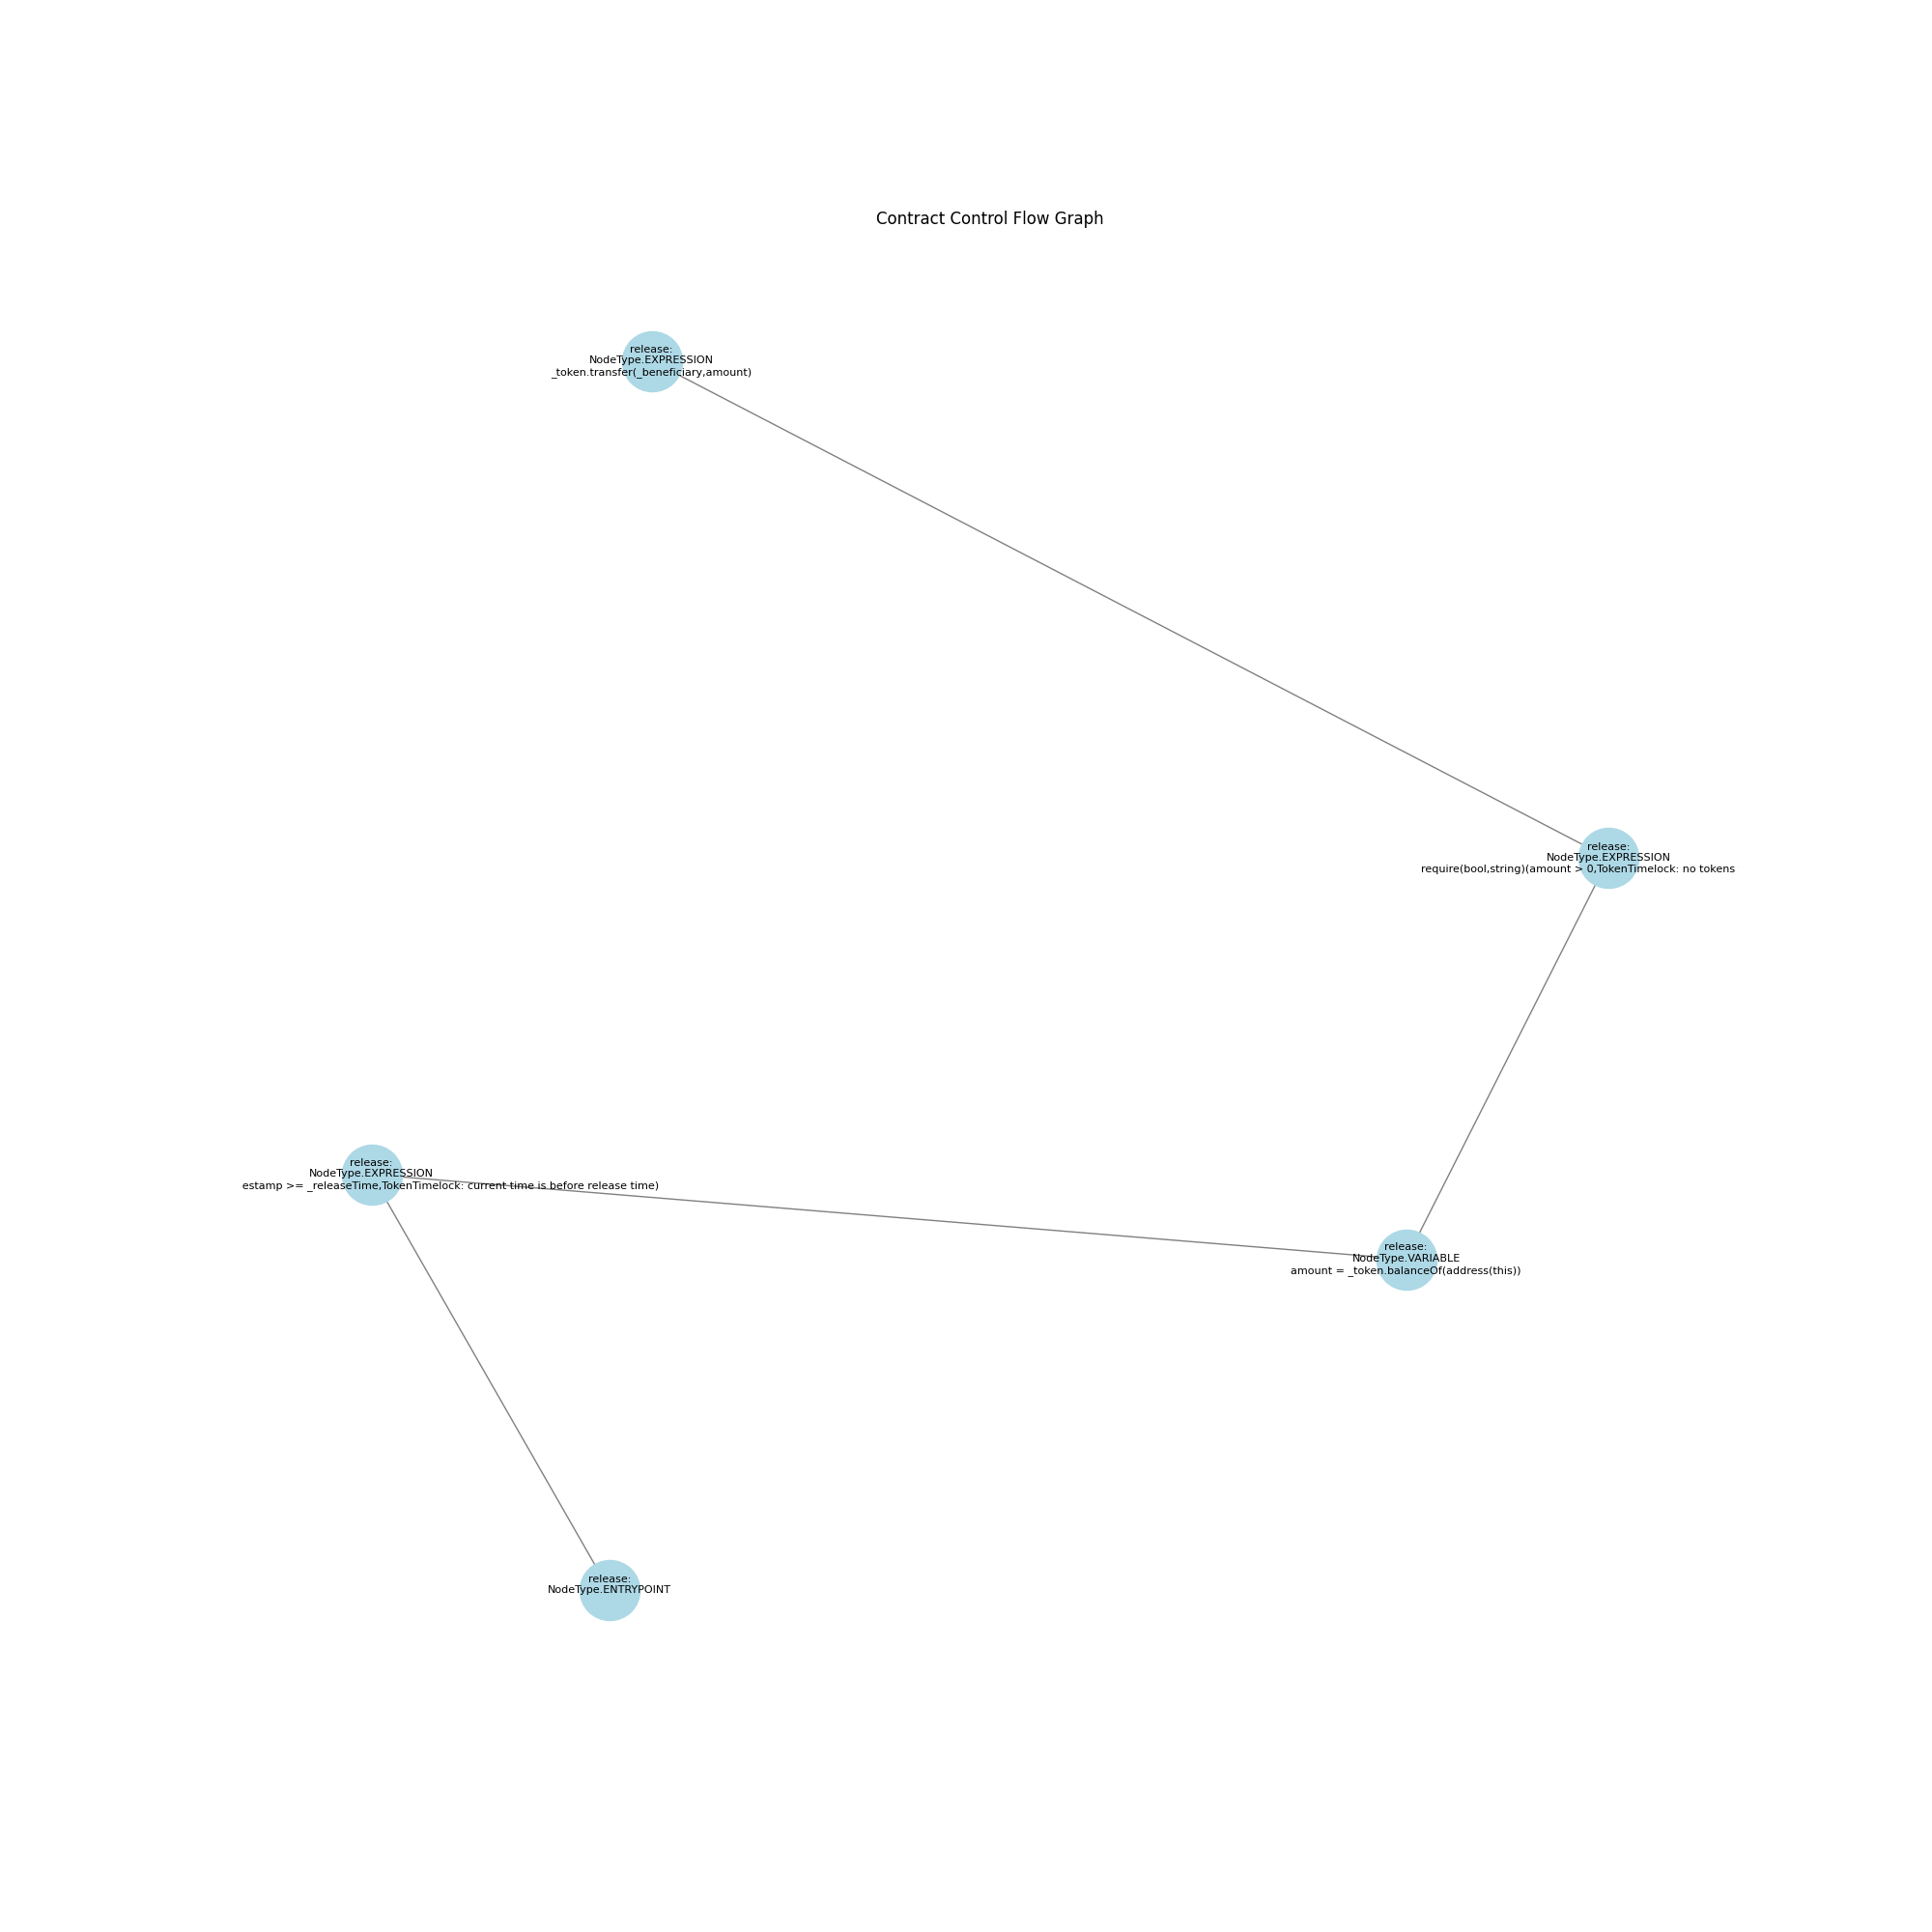 Contract Control Flow Graph
release:
NodeType.EXPRESSION
_token.transfer(_beneficiary,amount)
release:
NodeType.EXPRESSION
require(bool,string)(amount > 0,TokenTimelock: no tokens
release:
NodeType.EXPRESSION
estamp >= _releaseTime,TokenTimelock: current time is before release time)
release:
NodeType.VARIABLE
amount = _token.balanceOf(address(this))
release:
NodeType.ENTRYPOINT